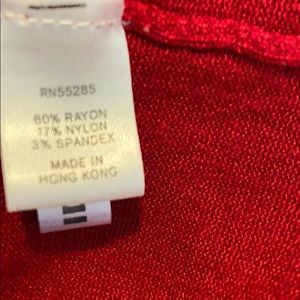 RN55285
80% RAYON
17% NYLON
3% SPANDEX
MADE IN
HONG KONG